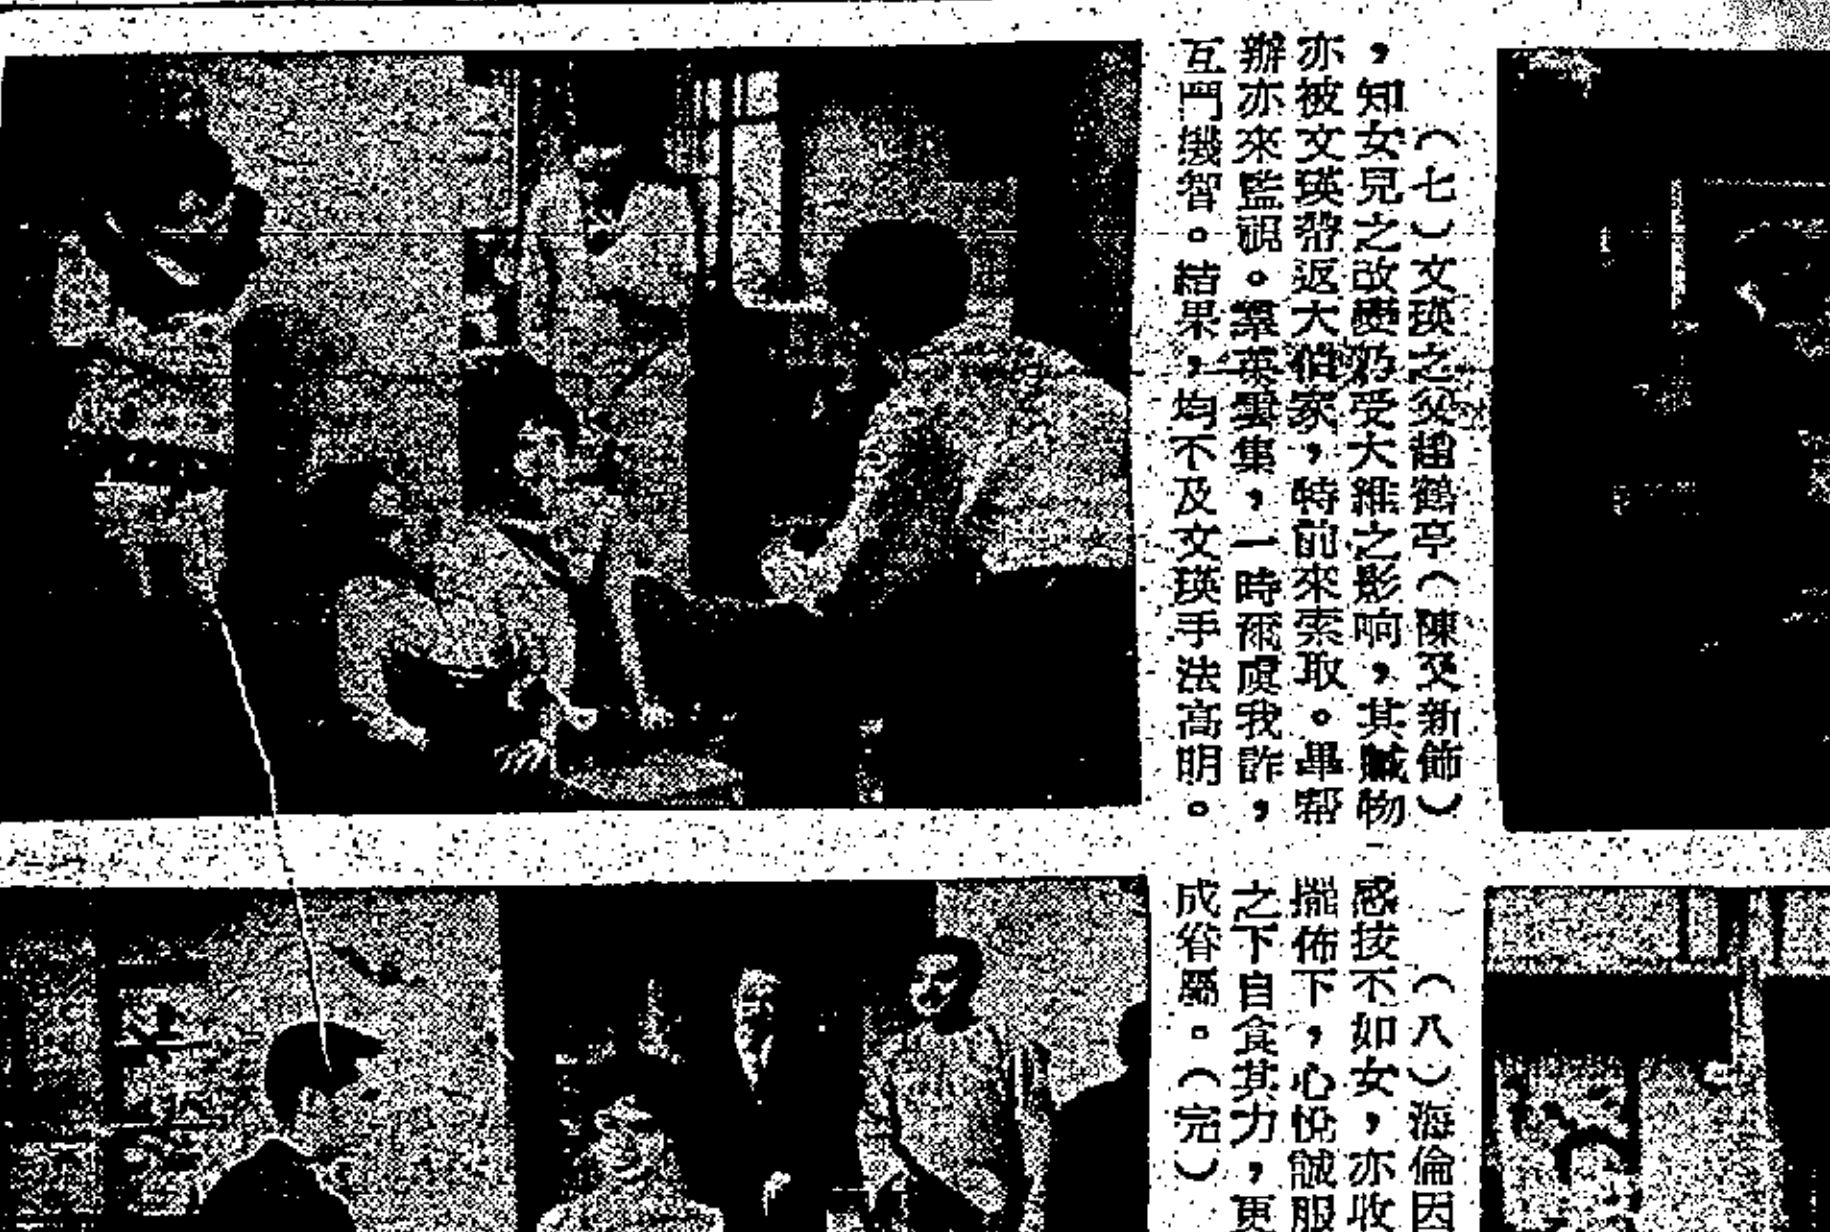 （七）文瑛之父趙鶴亭（陳又新飾）
，知女兒之改變乃受大維之影响，其贓物
亦被文瑛帶返大伯家，特前來索取。畢帮
辦亦來監視。羣英雲集，一時爾虞我詐，
互鬥機智。結果，均不及文瑛手法高明。
（八）海倫因
感技不如女，亦收
擺佈下，心悅誠服
之下自食其力，更
成眷屬。（完）